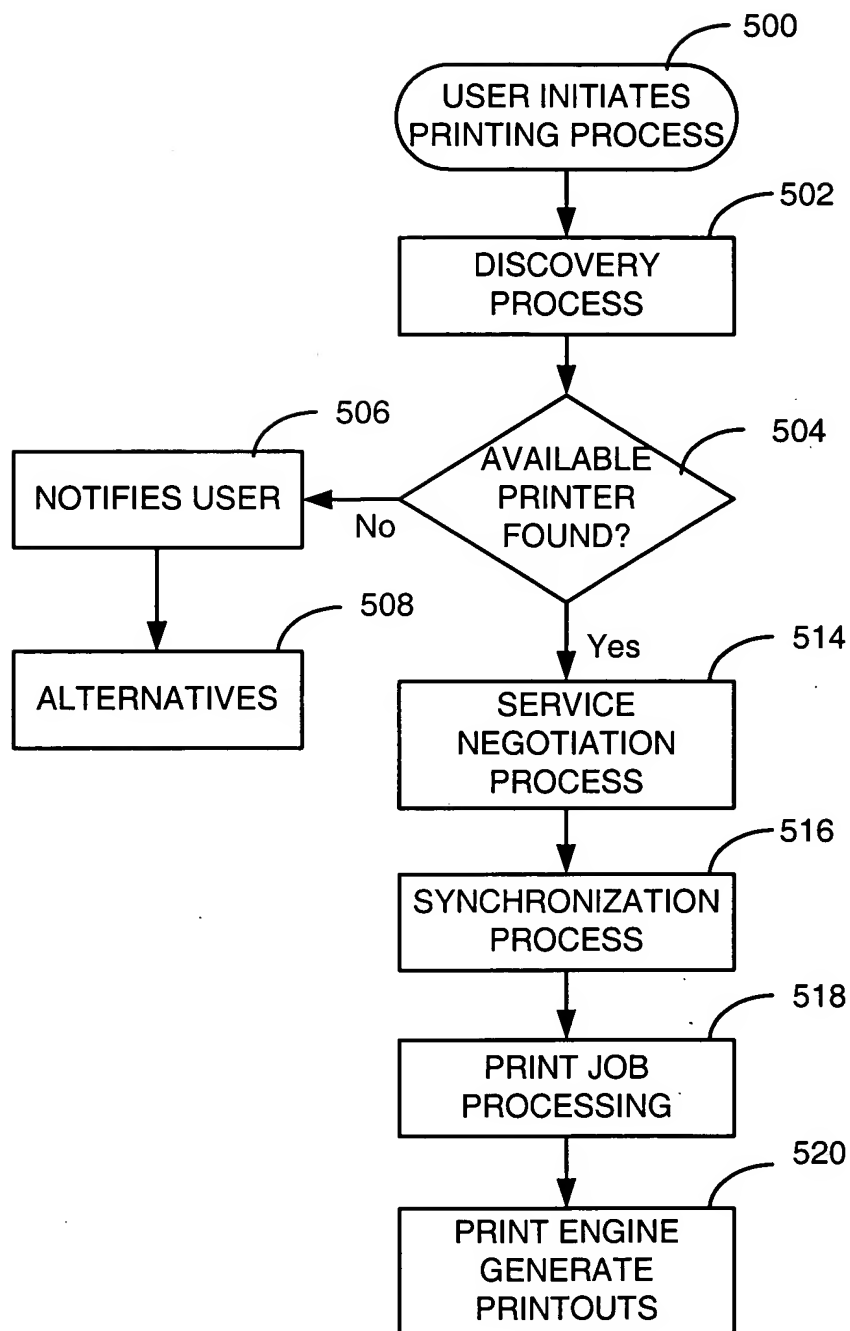 500
USER INITIATES
PRINTING PROCESS
502
DISCOVERY
PROCESS
504
AVAILABLE
PRINTER
FOUND?
506
NOTIFIES USER
No
508
ALTERNATIVES
Yes
514
SERVICE
NEGOTIATION
PROCESS
516
SYNCHRONIZATION
PROCESS
518
PRINT JOB
PROCESSING
520
PRINT ENGINE
GENERATE
PRINTOUTS